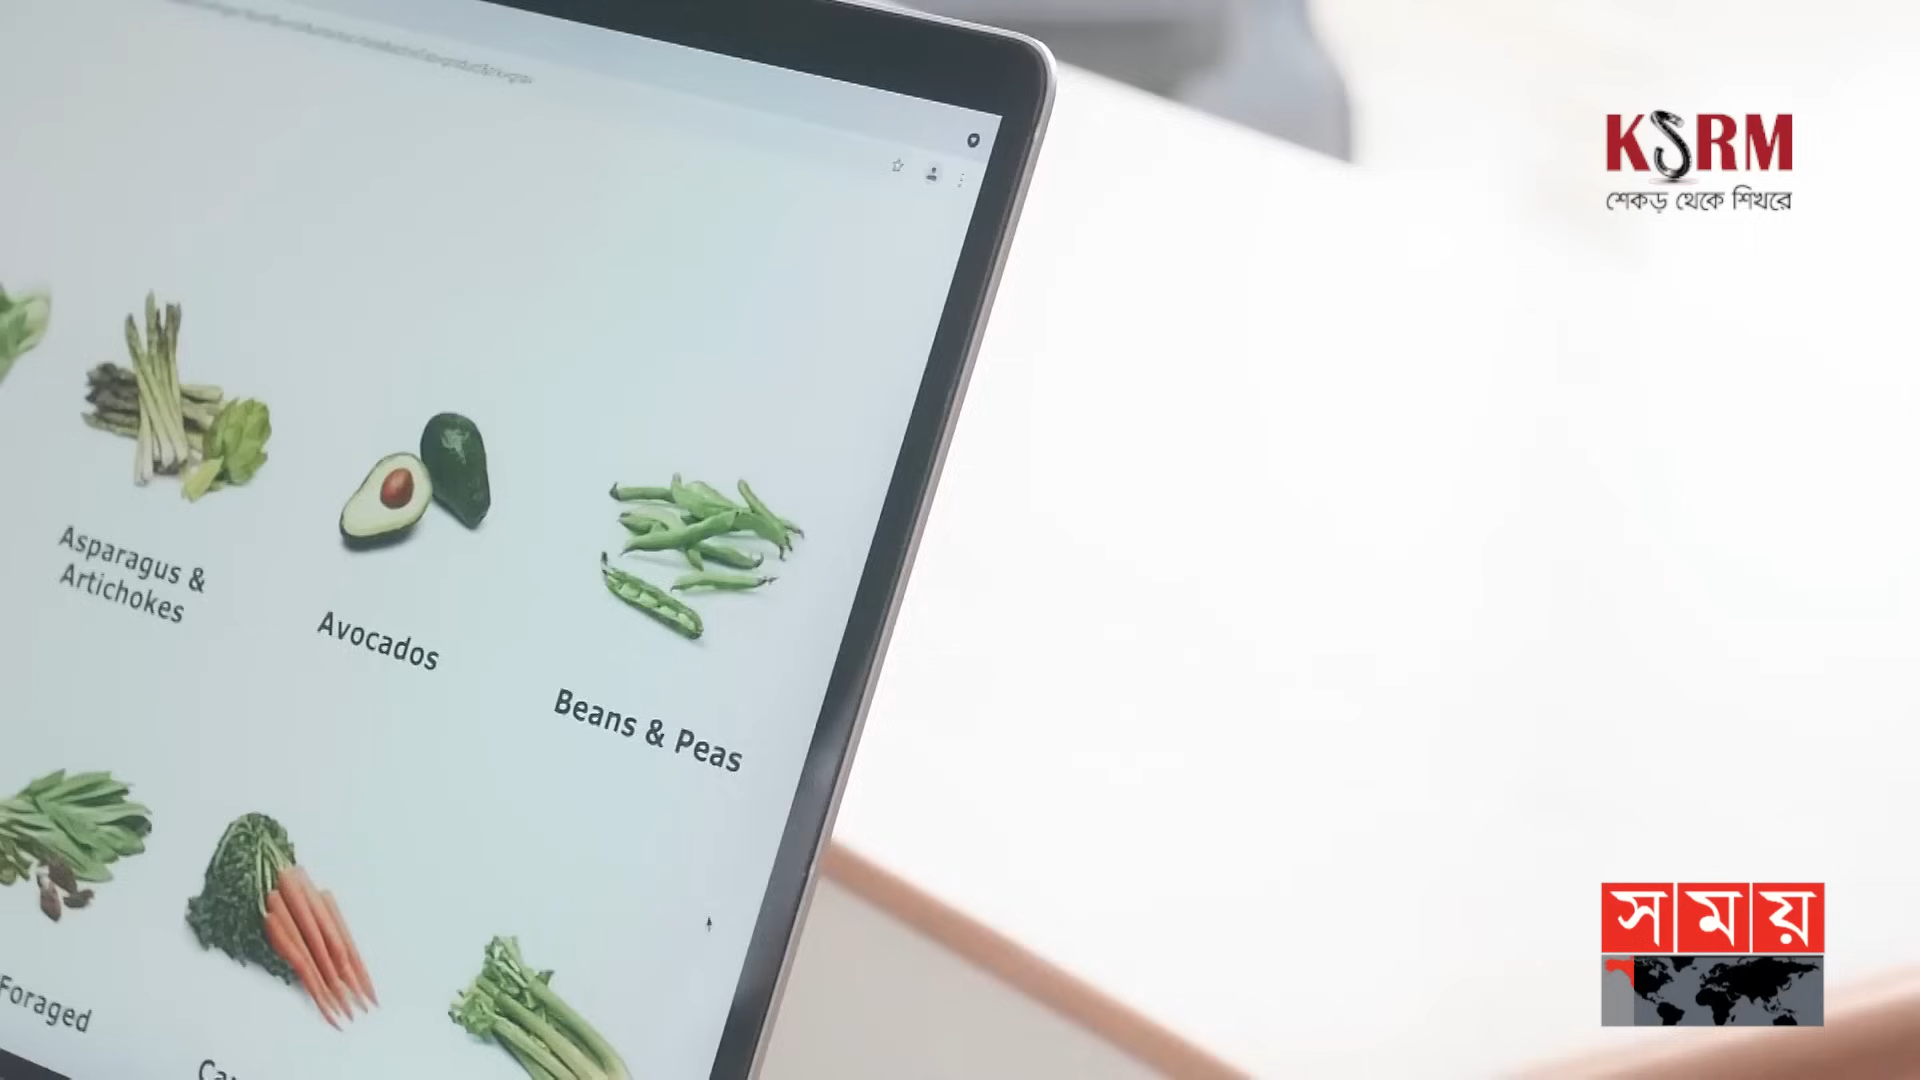 KSRM
শেকড় থেকে শিখরে
Asparagus &
Artichokes
Avocados
Beans & Peas
Foraged
সময়